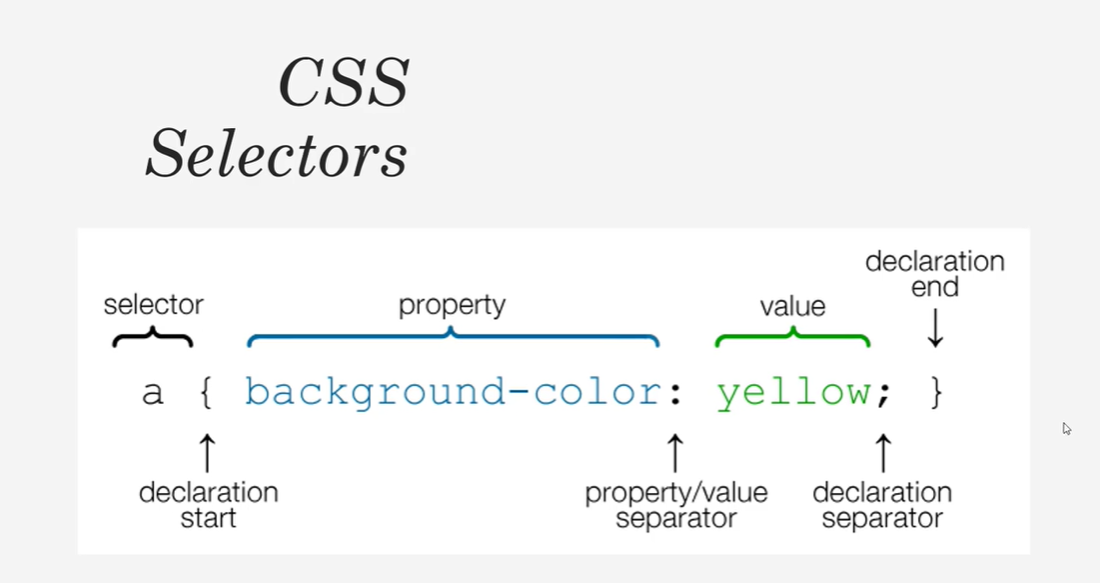 CSS
Selectors
declaration
end
selector
property
value
a { background-color: yellow; }
declaration
start
property/value
separator
declaration
separator